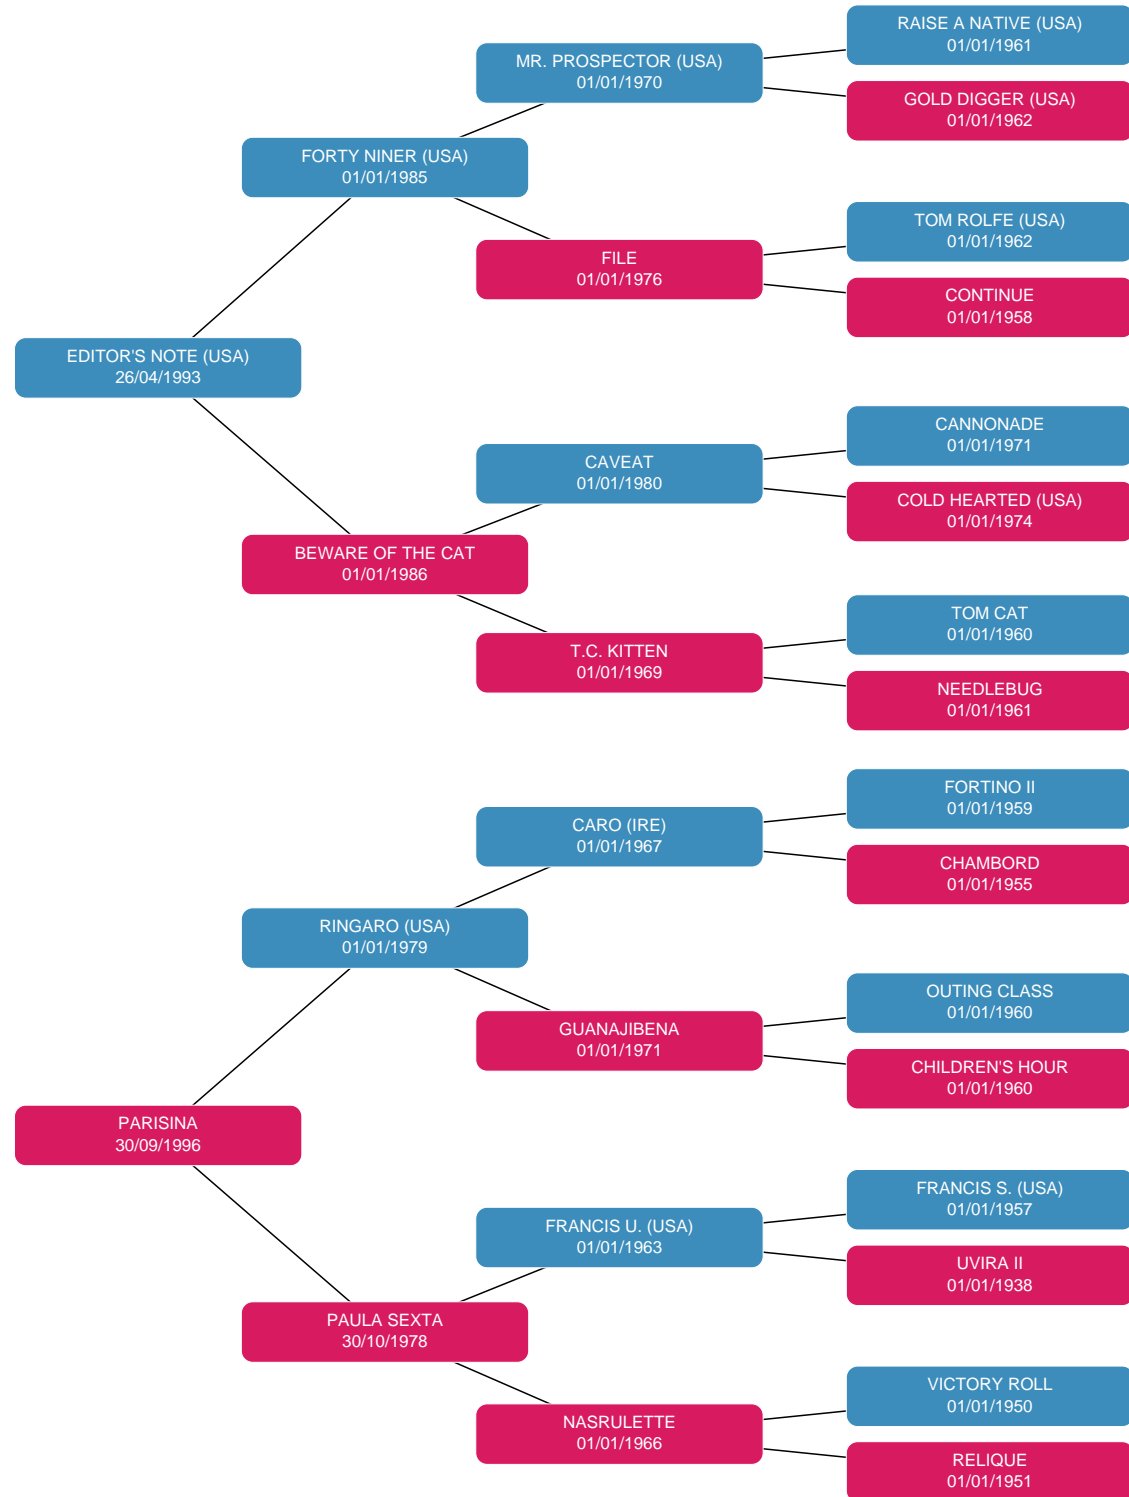 RAISE A NATIVE (USA)
01/01/1961
MR. PROSPECTOR (USA)
01/01/1970
GOLD DIGGER (USA)
01/01/1962
FORTY NINER (USA)
01/01/1985
TOM ROLFE (USA)
01/01/1962
FILE
01/01/1976
CONTINUE
01/01/1958
EDITOR'S NOTE (USA)
26/04/1993
CANNONADE
01/01/1971
CAVEAT
01/01/1980
COLD HEARTED (USA)
01/01/1974
BEWARE OF THE CAT
01/01/1986
TOM CAT
01/01/1960
T.C. KITTEN
01/01/1969
NEEDLEBUG
01/01/1961
FORTINO II
01/01/1959
CARO (IRE)
01/01/1967
CHAMBORD
01/01/1955
RINGARO (USA)
01/01/1979
OUTING CLASS
01/01/1960
GUANAJIBENA
01/01/1971
CHILDREN'S HOUR
01/01/1960
PARISINA
30/09/1996
FRANCIS S. (USA)
01/01/1957
FRANCIS U. (USA)
01/01/1963
UVIRA II
01/01/1938
PAULA SEXTA
30/10/1978
VICTORY ROLL
01/01/1950
NASRULETTE
01/01/1966
RELIQUE
01/01/1951